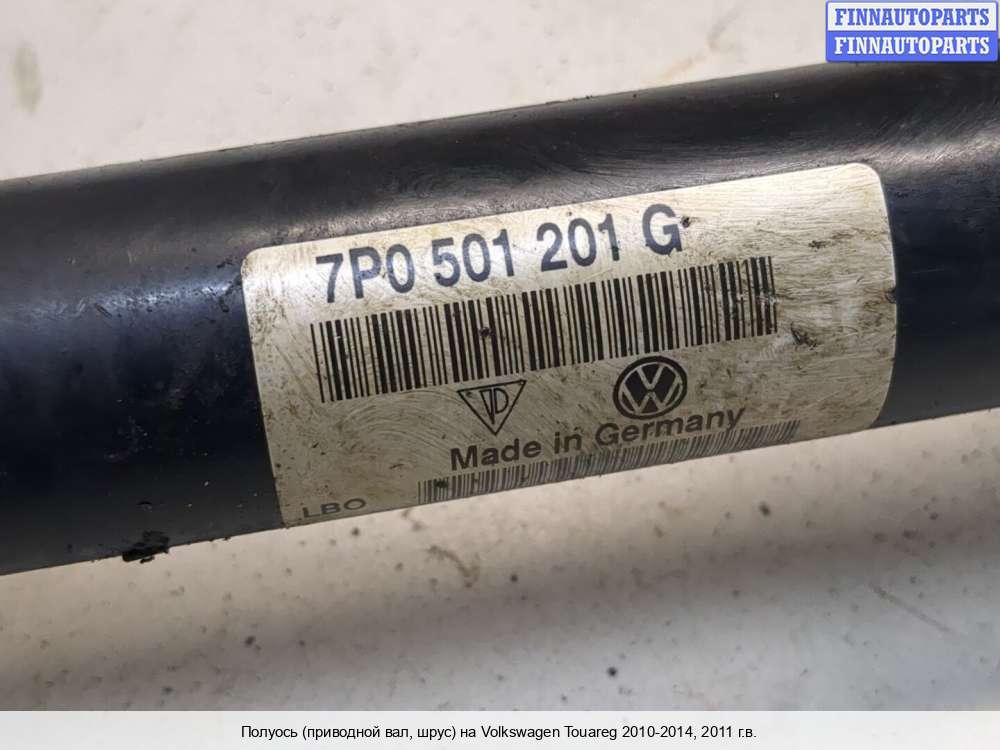 FINNAUTOPARTS
FINNAUTOPARTS
7P0 501 201 G
Made in Germany
LBO
Полуось (приводной вал, шрус) на Volkswagen Touareg 2010-2014, 2011 г.в.